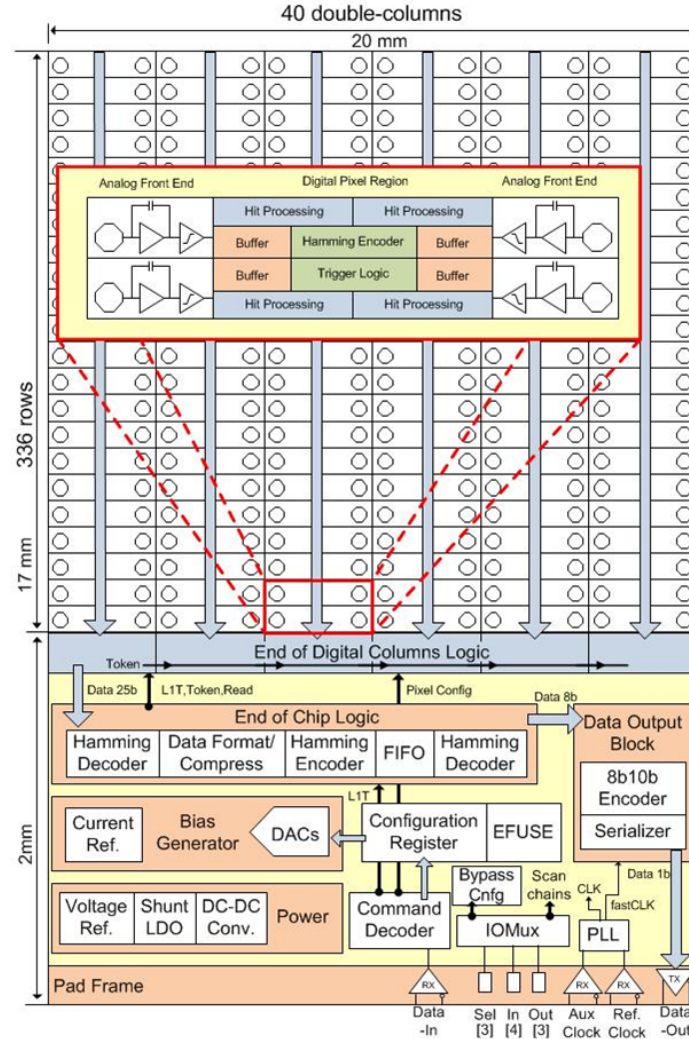 40 double-columns
20 mm
336 rows
17 mm
Analog Front End
Digital Pixel Region
Analog Front End
Hit Processing
Hit Processing
Buffer
Hamming Encoder
Buffer
Buffer
Trigger Logic
Buffer
Hit Processing
Hit Processing
2mm
End of Digital Columns Logic
Token
Data 25b
L1T,Token,Read
Pixel Config
Data 8b
End of Chip Logic
Hamming
Decoder
Data Format/
Compress
Hamming
Encoder
FIFO
Hamming
Decoder
Data Output
Block
8b10b
Encoder
Serializer
L1T
Current
Ref.
Bias
Generator
DACs
Configuration
Register
EFUSE
Data 1b
Bypass
Cnfg
Scan
chains
CLK
fastCLK
Voltage
Ref.
Shunt
LDO
DC-DC
Conv.
Power
Command
Decoder
IOMux
PLL
Pad Frame
RX
RX
RX
TX
Data
-In
Sel
[3]
In
[4]
Out
[3]
Aux
Clock
Ref.
Clock
Data
-Out